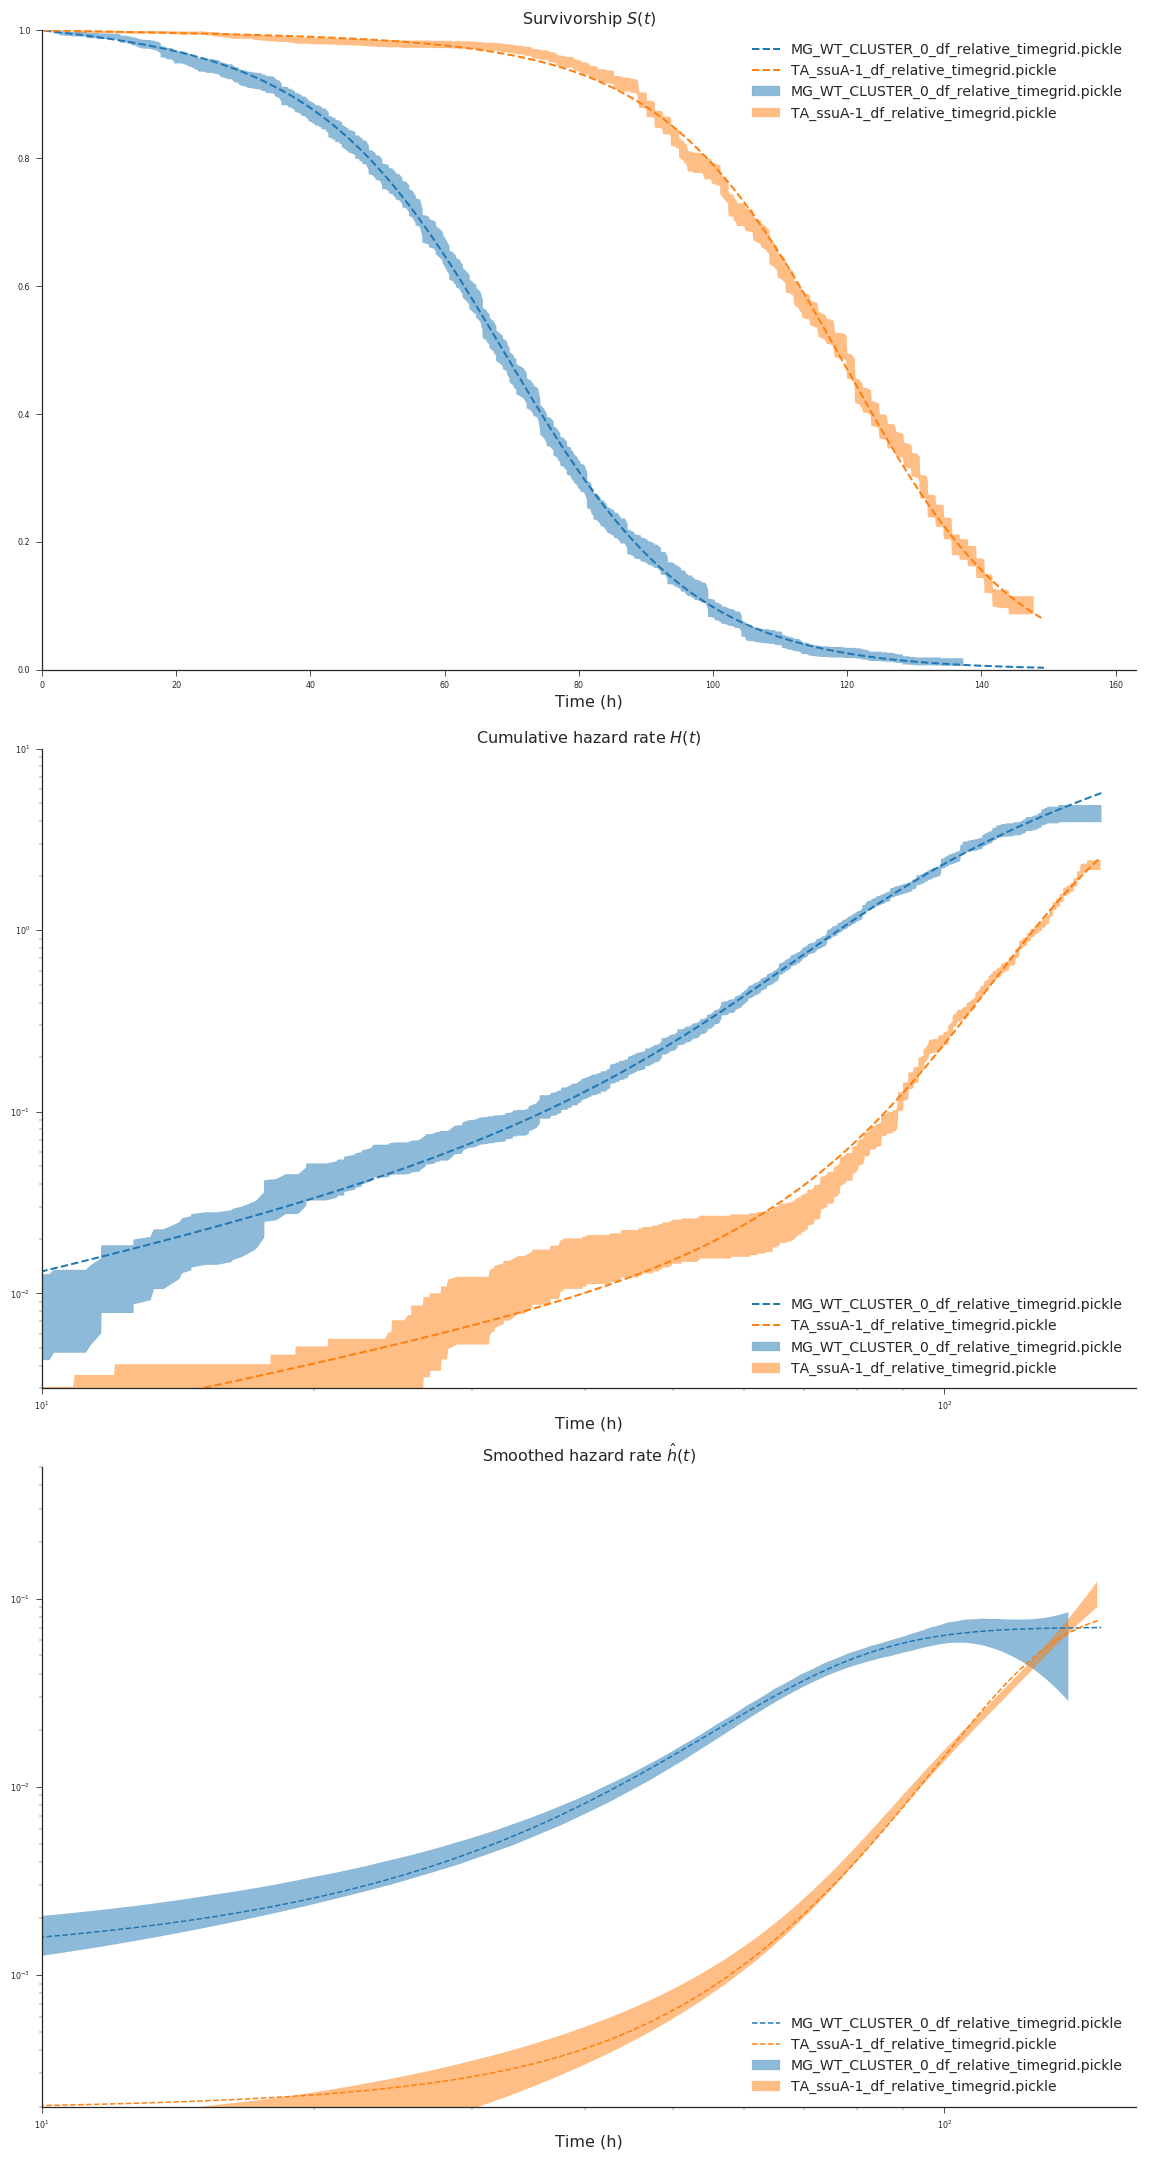 Survivorship S(t)
1.0
0.8
0.6
0.4
0.2
0.0
MG_WT_CLUSTER_0_df_relative_timegrid.pickle
TA_ssuA-1_df_relative_timegrid.pickle
MG_WT_CLUSTER_0_df_relative_timegrid.pickle
TA_ssuA-1_df_relative_timegrid.pickle
0 20 40 60 80 100 120 140 160
Time (h)
Cumulative hazard rate H(t)
10¹
10⁰
10⁻¹
10⁻²
MG_WT_CLUSTER_0_df_relative_timegrid.pickle
TA_ssuA-1_df_relative_timegrid.pickle
MG_WT_CLUSTER_0_df_relative_timegrid.pickle
TA_ssuA-1_df_relative_timegrid.pickle
10¹ 10²
Time (h)
Smoothed hazard rate ĥ(t)
10⁻¹
10⁻²
10⁻³
MG_WT_CLUSTER_0_df_relative_timegrid.pickle
TA_ssuA-1_df_relative_timegrid.pickle
MG_WT_CLUSTER_0_df_relative_timegrid.pickle
TA_ssuA-1_df_relative_timegrid.pickle
10¹ 10²
Time (h)